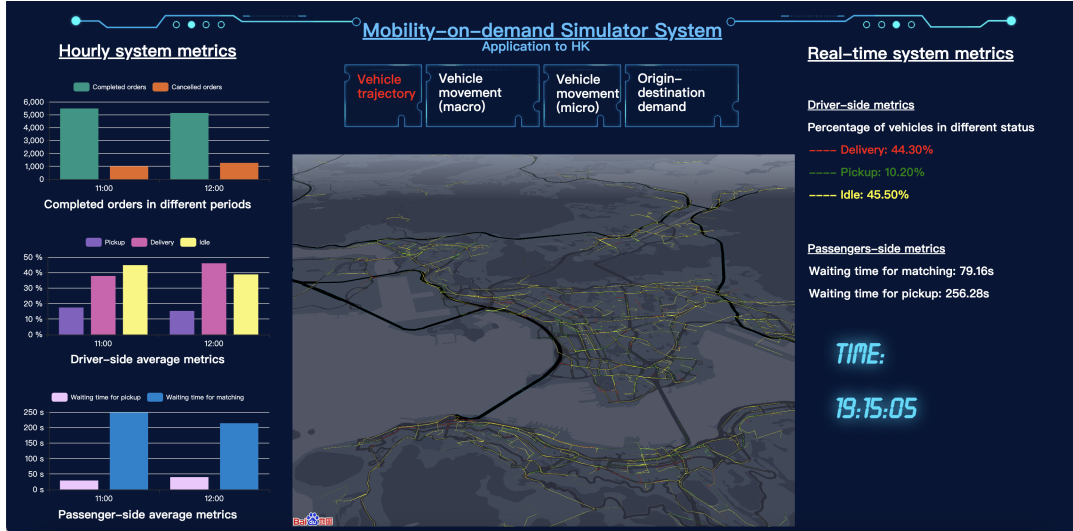 Mobility-on-demand Simulator System
Application to HK
Hourly system metrics
Completed orders
Cancelled orders
6,000
5,000
4,000
3,000
2,000
1,000
0
11:00
12:00
Completed orders in different periods
Pickup
Delivery
Idle
50 %
40 %
30 %
20 %
10 %
0 %
11:00
12:00
Driver-side average metrics
Waiting time for pickup
Waiting time for matching
250 s
200 s
150 s
100 s
50 s
0 s
11:00
12:00
Passenger-side average metrics
Vehicle
trajectory
Vehicle
movement
(macro)
Vehicle
movement
(micro)
Origin-
destination
demand
Bai 地图
Real-time system metrics
Driver-side metrics
Percentage of vehicles in different status
---- Delivery: 44.30%
---- Pickup: 10.20%
---- Idle: 45.50%
Passengers-side metrics
Waiting time for matching: 79.16s
Waiting time for pickup: 256.28s
TIME:
19:15:05